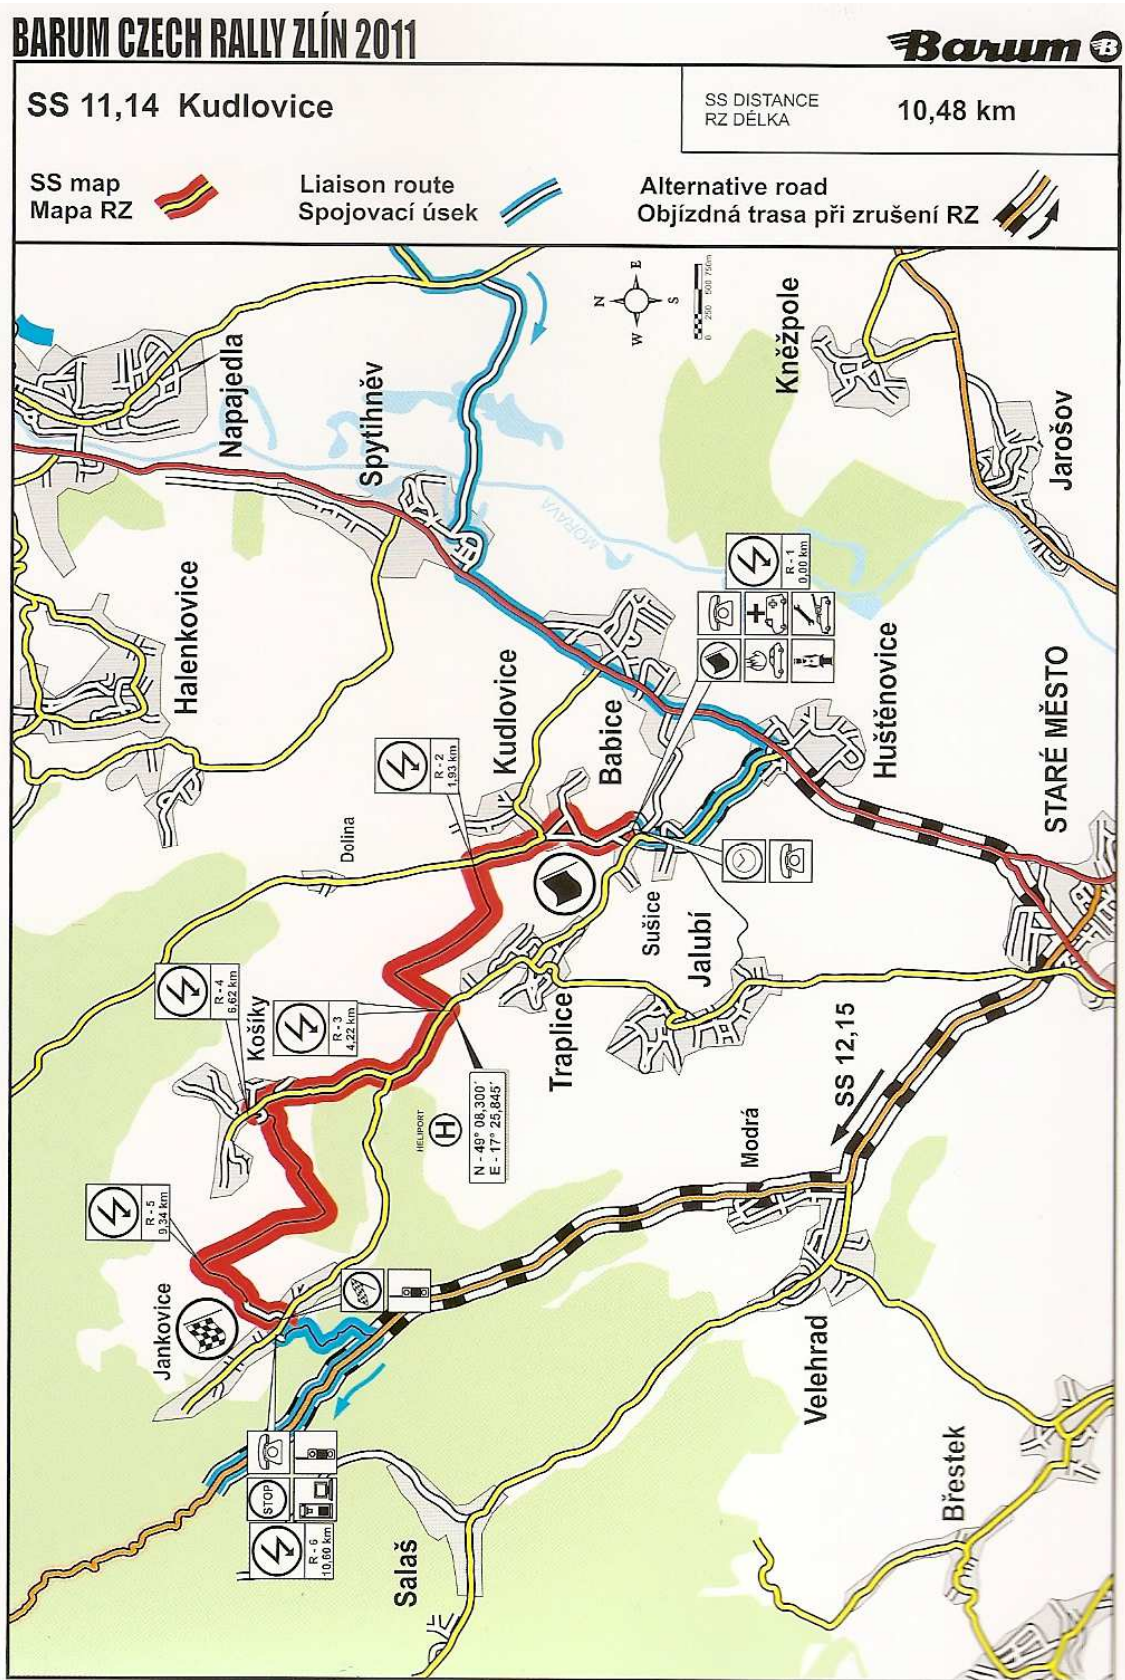 BARUM CZECH RALLY ZLÍN 2011
Barum B
SS 11,14 Kudlovice
SS DISTANCE
RZ DÉLKA
10,48 km
SS map
Mapa RZ
Liaison route
Spojovací úsek
Alternative road
Objízdná trasa při zrušení RZ
N
E
S
W
0 250 500 750m
Napajedla
Spytihněv
Kněžpole
Jarošov
MORAVA
Halenkovice
Kudlovice
Babice
Huštěnovice
STARÉ MĚSTO
R - 1
0,00 km
R - 2
1,93 km
Dolina
Sušice
Jalubí
Traplice
R - 4
6,62 km
Košíky
R - 3
4,22 km
HELIPORT
H
N - 49° 08,300'
E - 17° 25,845'
SS 12,15
Modrá
R - 5
9,34 km
Jankovice
Velehrad
STOP
R - 6
10,60 km
Salaš
Břestek